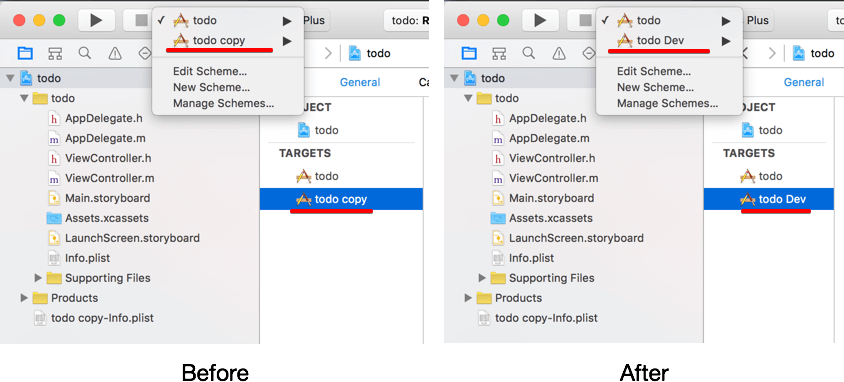 todo
Plus
todo: R
todo copy
todo
Edit Scheme...
New Scheme...
Manage Schemes...
General
Ca
todo
todo
AppDelegate.h
AppDelegate.m
ViewController.h
ViewController.m
Main.storyboard
Assets.xcassets
LaunchScreen.storyboard
Info.plist
Supporting Files
Products
todo copy-Info.plist
todo
TARGETS
todo
todo copy
Before
todo
Plus
todo:
todo Dev
todo
Edit Scheme...
New Scheme...
Manage Schemes...
General
todo
todo
AppDelegate.h
AppDelegate.m
ViewController.h
ViewController.m
Main.storyboard
Assets.xcassets
LaunchScreen.storyboard
Info.plist
Supporting Files
Products
todo copy-Info.plist
OJECT
todo
TARGETS
todo
todo Dev
After